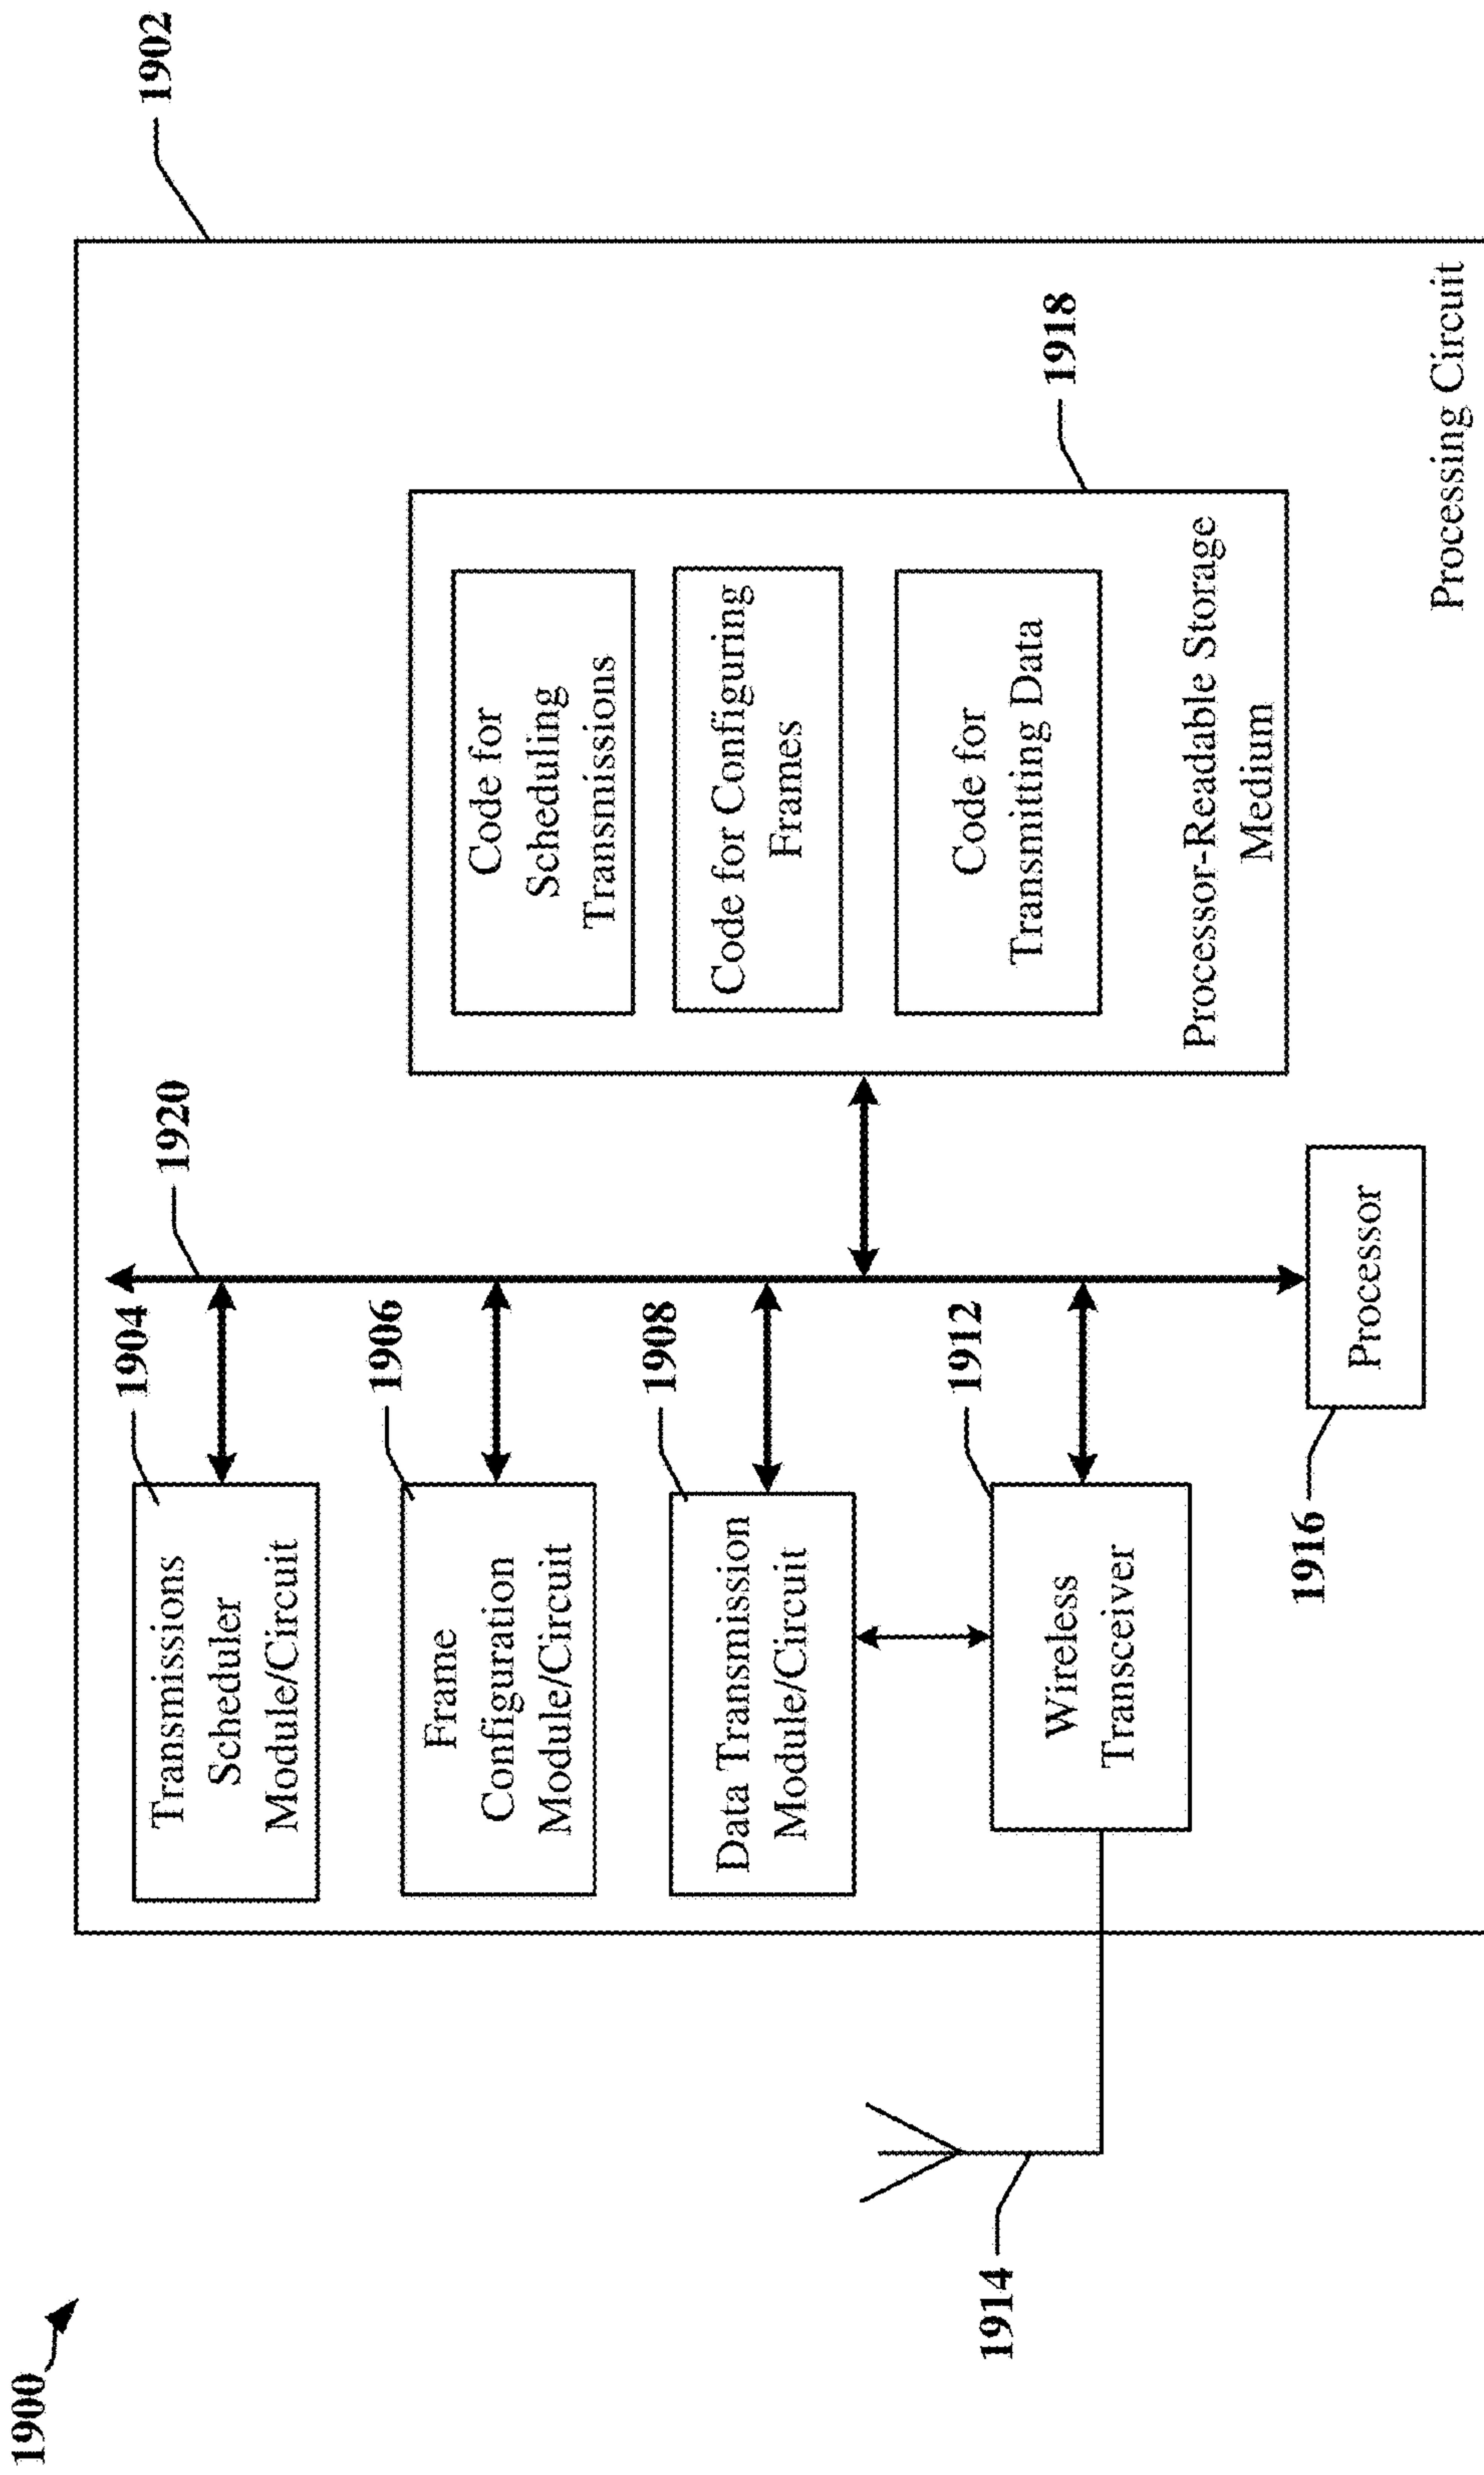 1900
1902
1920
1904
Transmissions
Scheduler
Module/Circuit
1906
Frame
Configuration
Module/Circuit
1908
Data Transmission
Module/Circuit
1912
Wireless
Transceiver
1914
1916
Processor
1918
Code for
Scheduling
Transmissions
Code for Configuring
Frames
Code for
Transmitting Data
Processor-Readable Storage
Medium
Processing Circuit